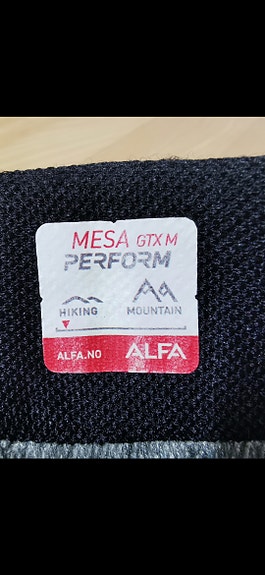 MESA GTX M
PERFORM
HIKING MOUNTAIN
ALFA.NO ALFA